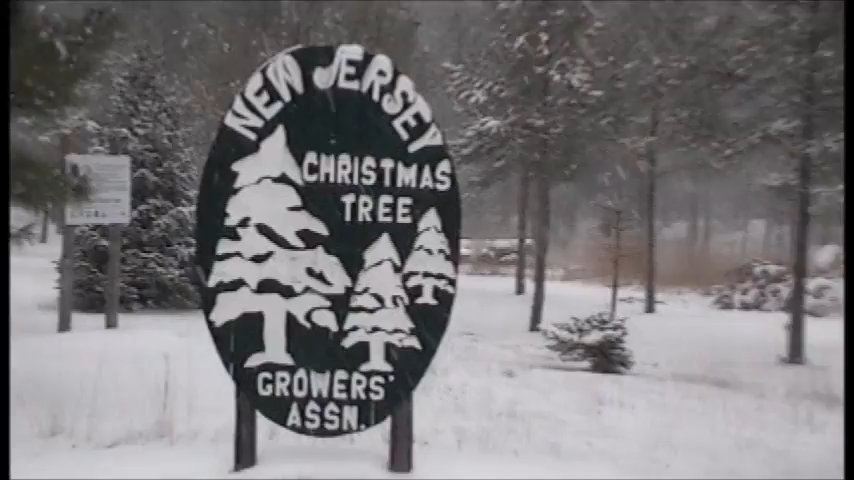 NEW JERSEY
CHRISTMAS
TREE
GROWERS'
ASSN.